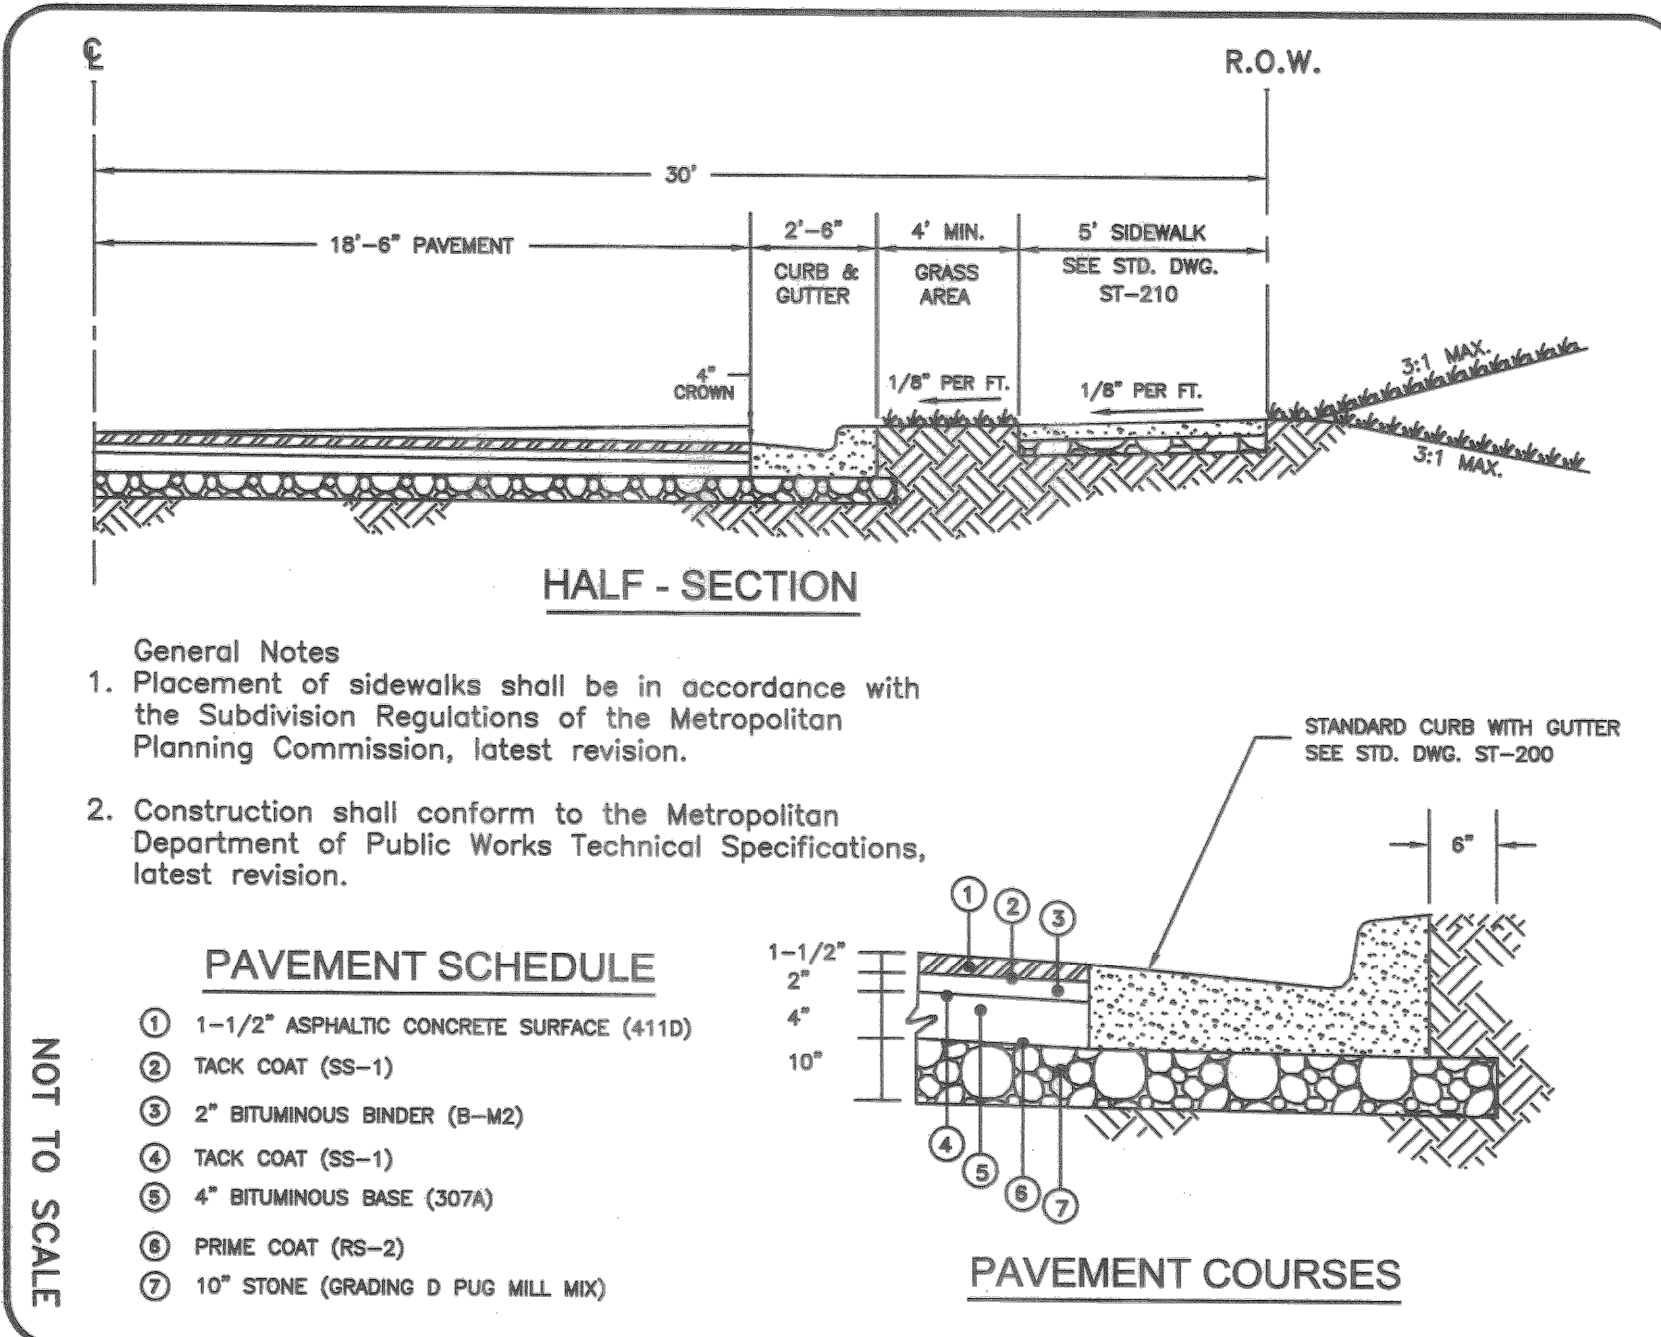 ℄
R.O.W.
30'
18'-6" PAVEMENT
2'-6"
CURB &
GUTTER
4' MIN.
GRASS
AREA
5' SIDEWALK
SEE STD. DWG.
ST-210
4"
CROWN
1/8" PER FT.
1/8" PER FT.
3:1 MAX.
3:1 MAX.
HALF - SECTION
General Notes
1. Placement of sidewalks shall be in accordance with
the Subdivision Regulations of the Metropolitan
Planning Commission, latest revision.
2. Construction shall conform to the Metropolitan
Department of Public Works Technical Specifications,
latest revision.
PAVEMENT SCHEDULE
1 1-1/2" ASPHALTIC CONCRETE SURFACE (411D)
2 TACK COAT (SS-1)
3 2" BITUMINOUS BINDER (B-M2)
4 TACK COAT (SS-1)
5 4" BITUMINOUS BASE (307A)
6 PRIME COAT (RS-2)
7 10" STONE (GRADING D PUG MILL MIX)
NOT TO SCALE
STANDARD CURB WITH GUTTER
SEE STD. DWG. ST-200
6"
1 2 3
1-1/2"
2"
4"
10"
4 5 6 7
PAVEMENT COURSES